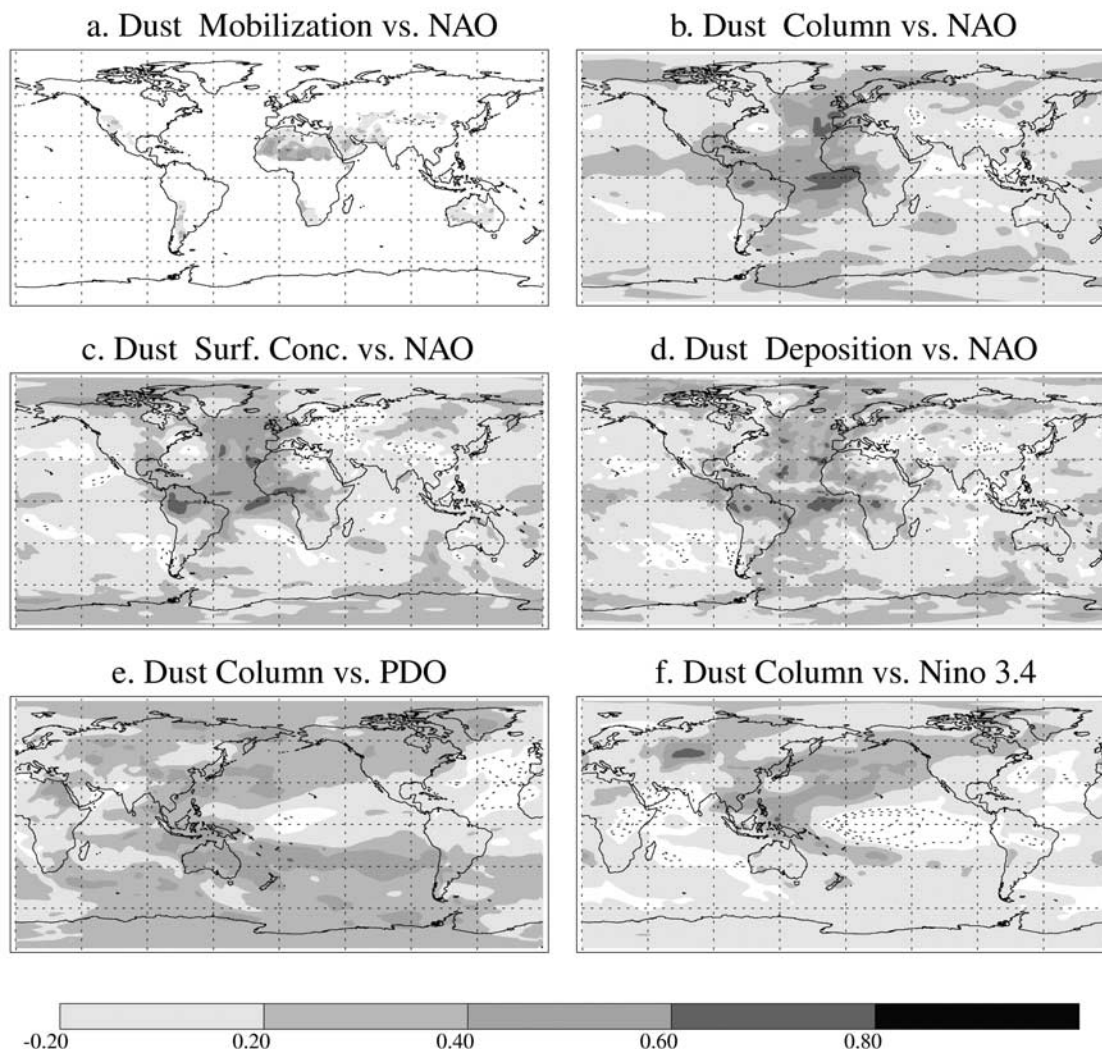 a. Dust Mobilization vs. NAO
b. Dust Column vs. NAO
c. Dust Surf. Conc. vs. NAO
d. Dust Deposition vs. NAO
e. Dust Column vs. PDO
f. Dust Column vs. Nino 3.4
-0.20 0.20 0.40 0.60 0.80